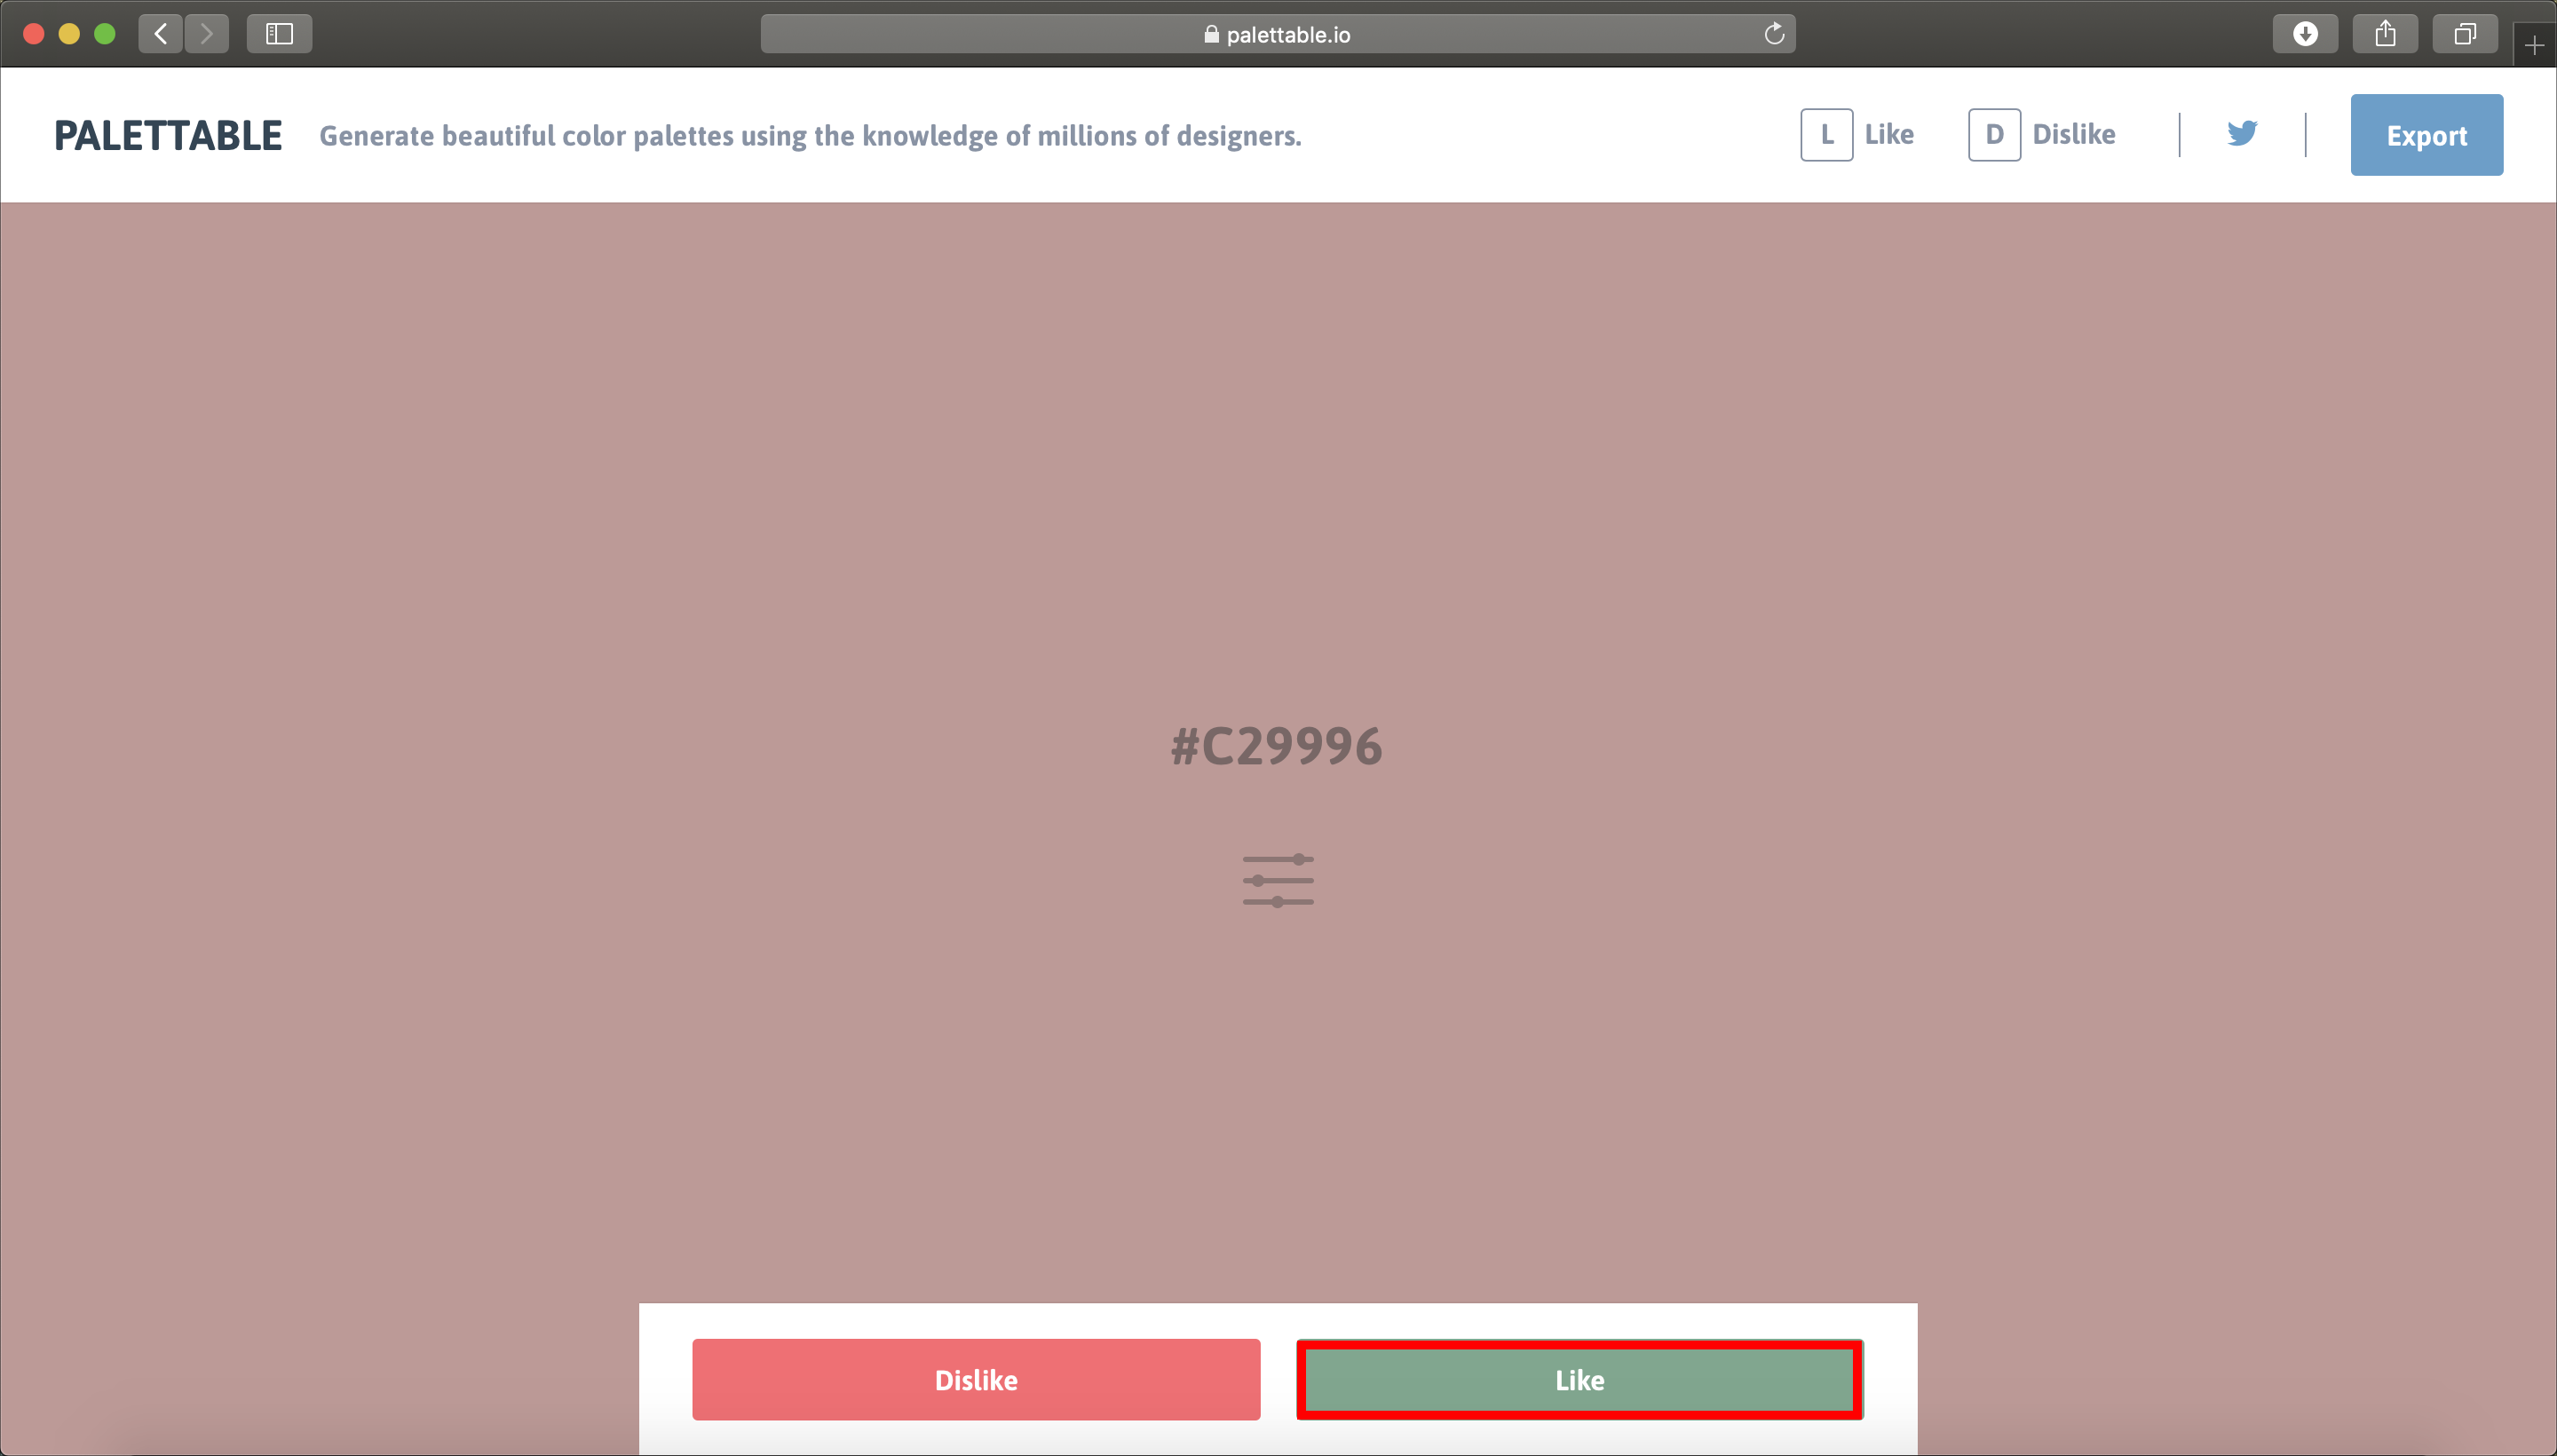 palettable.io
PALETTABLE Generate beautiful color palettes using the knowledge of millions of designers. L Like D Dislike Export
#C29996
Dislike Like